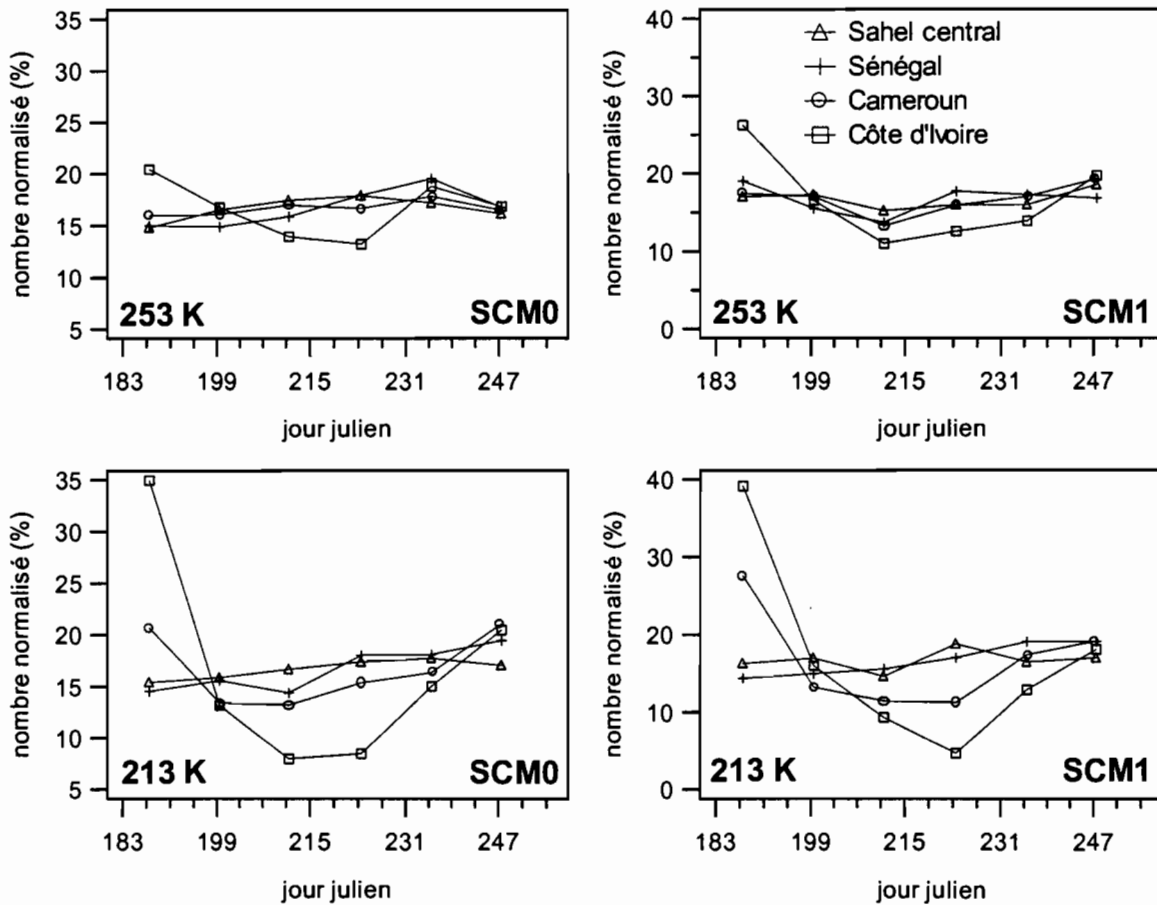 nombre normalisé (%)
35
30
25
20
15
10
5
253 K
SCM0
183
199
215
231
247
jour julien
nombre normalisé (%)
40
30
20
10
0
Sahel central
Sénégal
Cameroun
Côte d'Ivoire
253 K
SCM1
183
199
215
231
247
jour julien
nombre normalisé (%)
35
30
25
20
15
10
5
213 K
SCM0
183
199
215
231
247
jour julien
nombre normalisé (%)
40
30
20
10
0
213 K
SCM1
183
199
215
231
247
jour julien